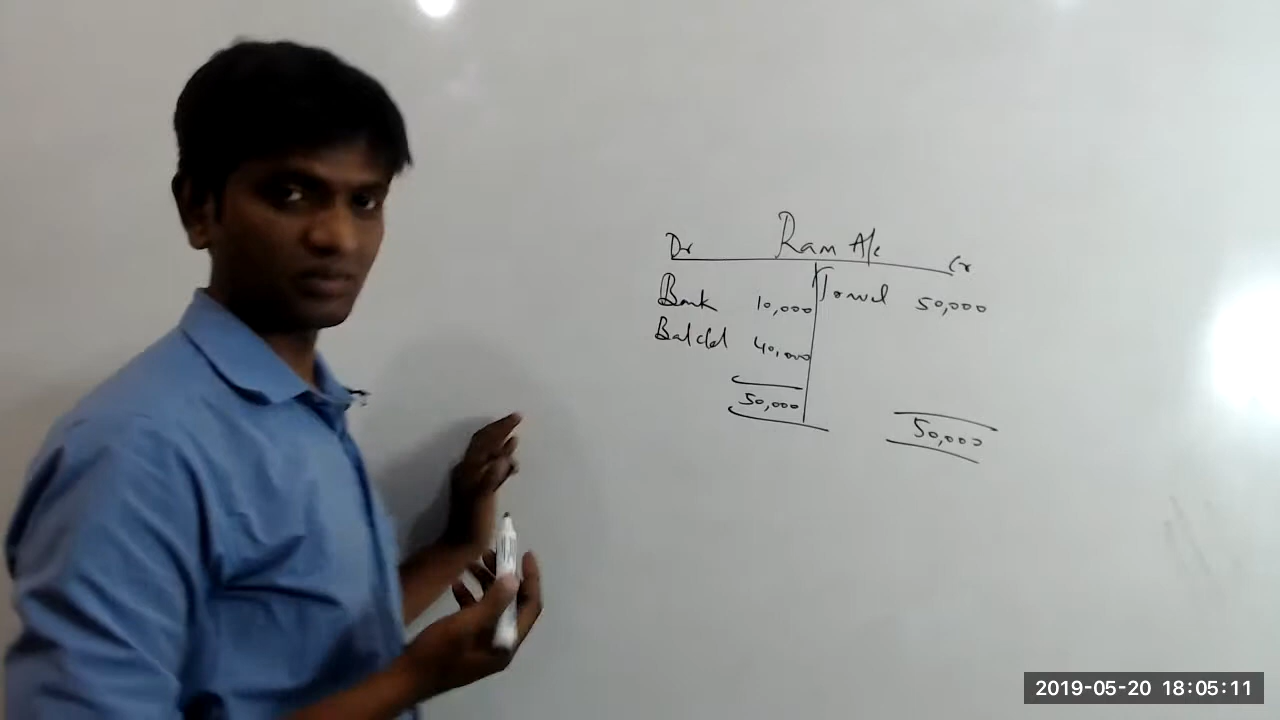 Dr Ram A/c Cr
Bank 10,000 50,000
Bal c/d 40,000
50,000
50,000
2019-05-20 18:05:11